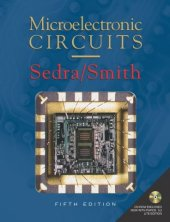 Microelectronic
CIRCUITS
Sedra/Smith
FIFTH EDITION